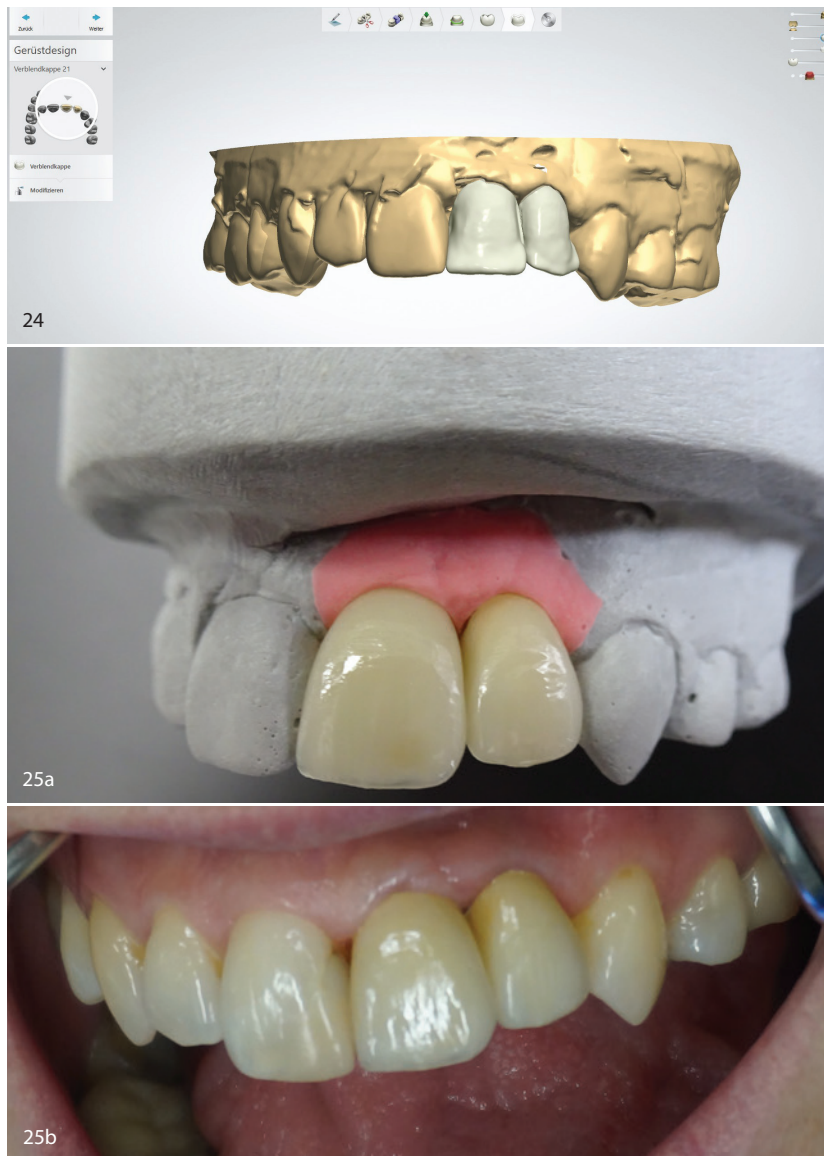 Zurück Weiter
Gerüstdesign
Verblendkappe 21
Verblendkappe
Modifizieren
24
25a
25b